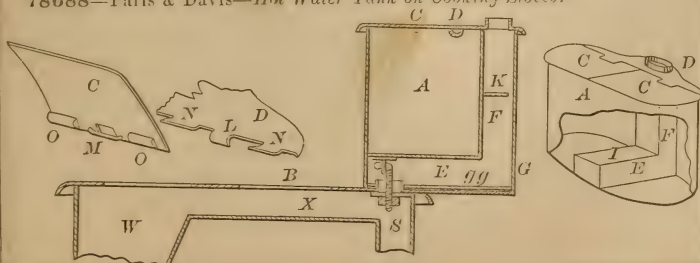 78088—Paris & Davis—Hot Water Tank on Cooking Stoves.
C D
C
A
K
F
C
C
D
A
F
I
E
N
L
D
N
O
M
O
B
E
gg
G
X
W
S